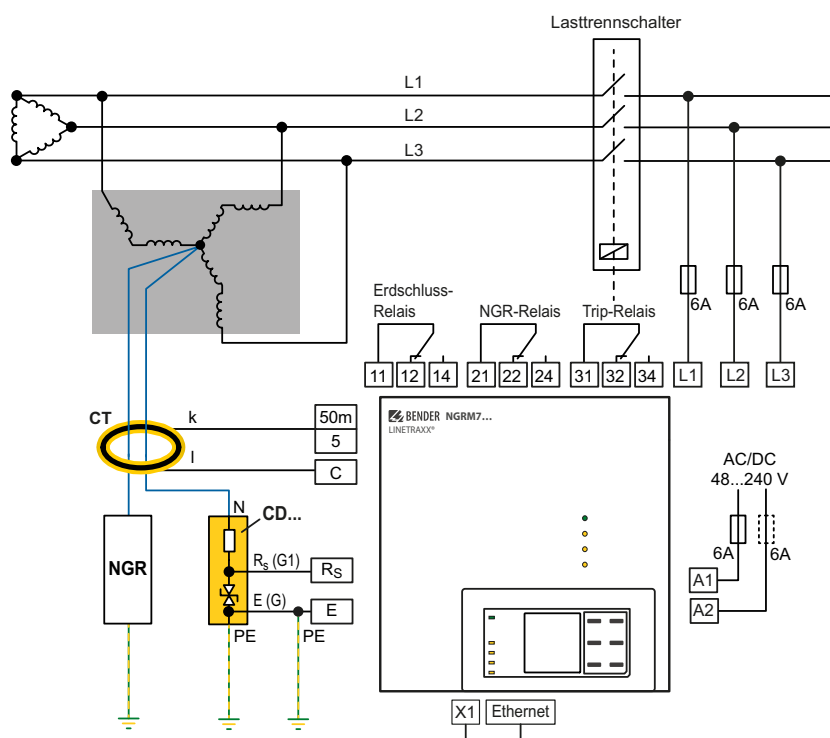 Lasttrennschalter
L1
L2
L3
6A
6A
6A
Erdschluss-
Relais
NGR-Relais
Trip-Relais
11
12
14
21
22
24
31
32
34
L1
L2
L3
CT
k
50m
5
l
C
BENDER NGRM7...
LINETRAXX®
AC/DC
48...240 V
6A
6A
N
CD...
NGR
Rs (G1)
RS
E (G)
E
PE
PE
A1
A2
X1
Ethernet